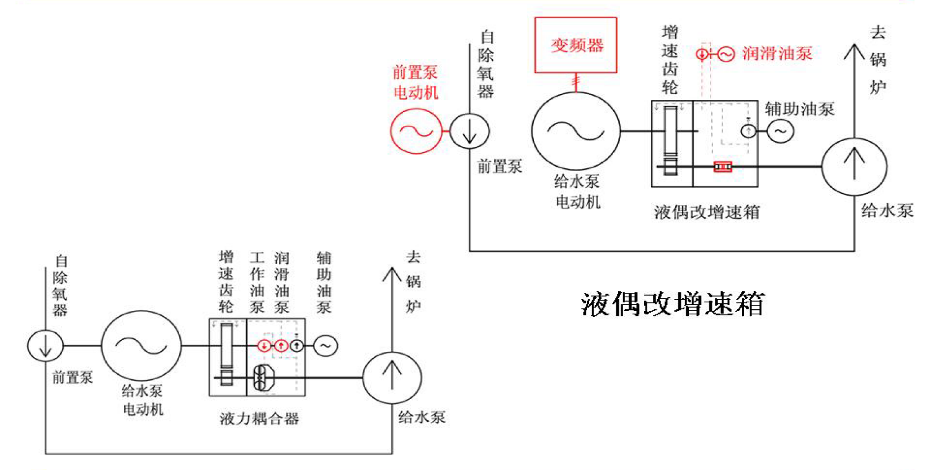 自除氧器
前置泵
电动机
前置泵
变频器
给水泵
电动机
增速齿轮
润滑油泵
辅助油泵
液偶改增速箱
去锅炉
给水泵
液偶改增速箱
自除氧器
前置泵
给水泵
电动机
增速齿轮
工作油泵
润滑油泵
辅助油泵
液力耦合器
去锅炉
给水泵